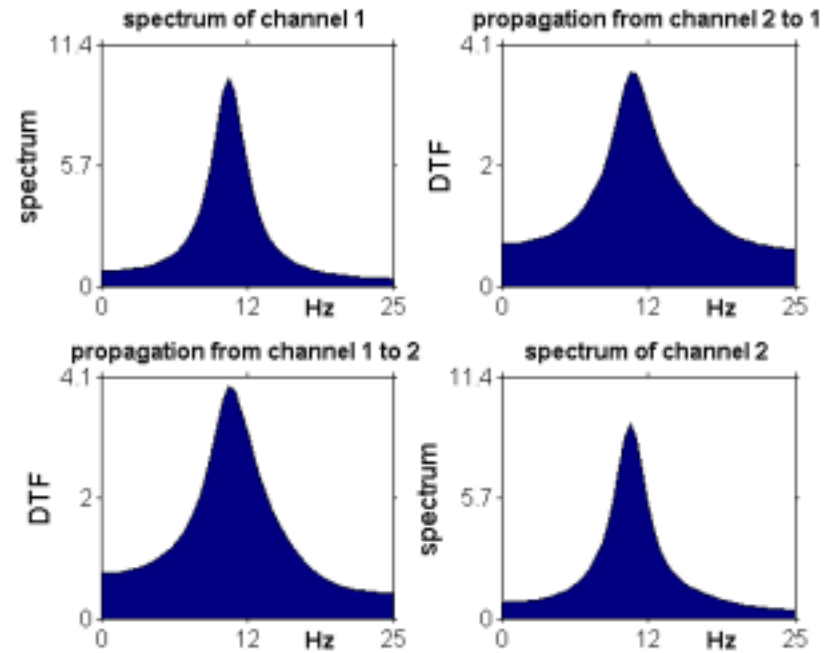 spectrum of channel 1
11.4
5.7
0
spectrum
0
12
Hz
25
propagation from channel 2 to 1
4.1
2
0
DTF
0
12
Hz
25
propagation from channel 1 to 2
4.1
2
0
DTF
0
12
Hz
25
spectrum of channel 2
11.4
5.7
0
spectrum
0
12
Hz
25